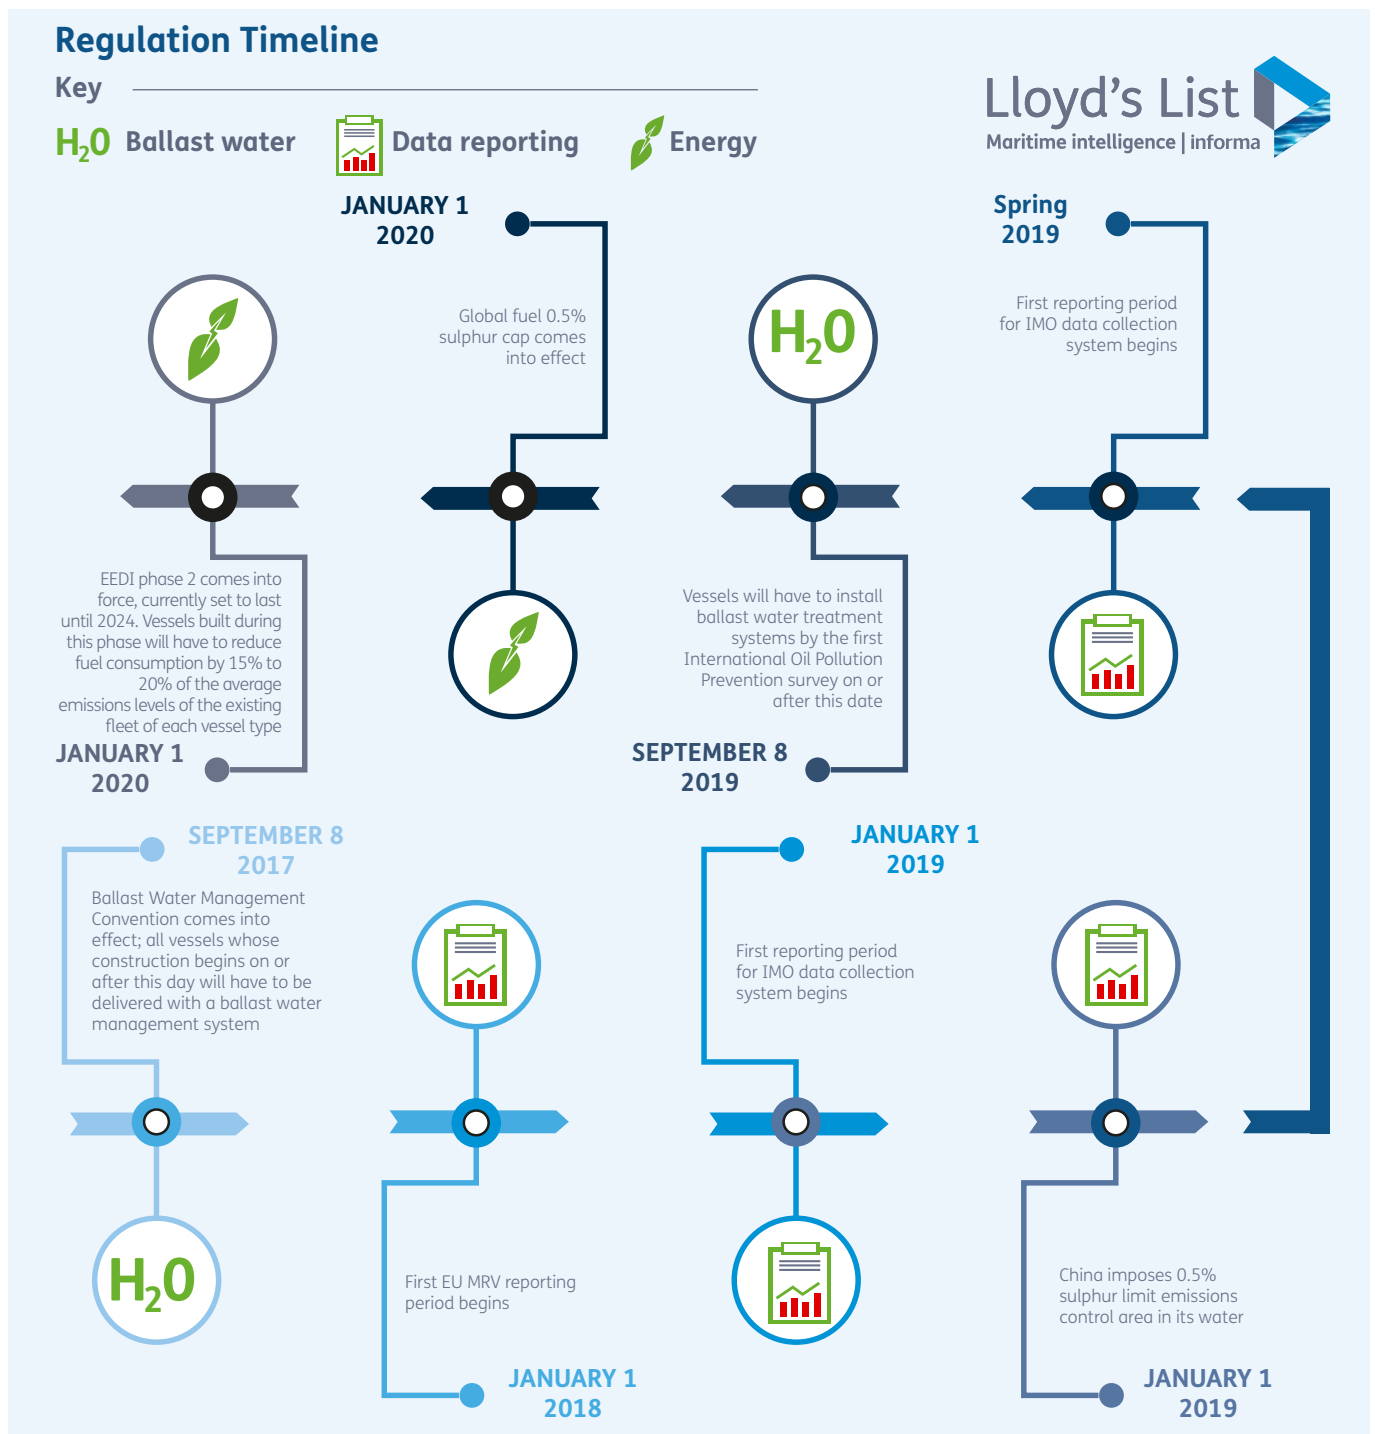 Regulation Timeline
Key
H2O Ballast water
Data reporting
Energy
Lloyd's List
Maritime intelligence | informa
JANUARY 1
2020
Global fuel 0.5%
sulphur cap comes
into effect
Spring
2019
First reporting period
for IMO data collection
system begins
H2O
EEDI phase 2 comes into
force, currently set to last
until 2024. Vessels built during
this phase will have to reduce
fuel consumption by 15% to
20% of the average
emissions levels of the existing
fleet of each vessel type
JANUARY 1
2020
Vessels will have to install
ballast water treatment
systems by the first
International Oil Pollution
Prevention survey on or
after this date
SEPTEMBER 8
2019
SEPTEMBER 8
2017
Ballast Water Management
Convention comes into
effect; all vessels whose
construction begins on or
after this day will have to be
delivered with a ballast water
management system
JANUARY 1
2019
First reporting period
for IMO data collection
system begins
H2O
First EU MRV reporting
period begins
JANUARY 1
2018
China imposes 0.5%
sulphur limit emissions
control area in its water
JANUARY 1
2019